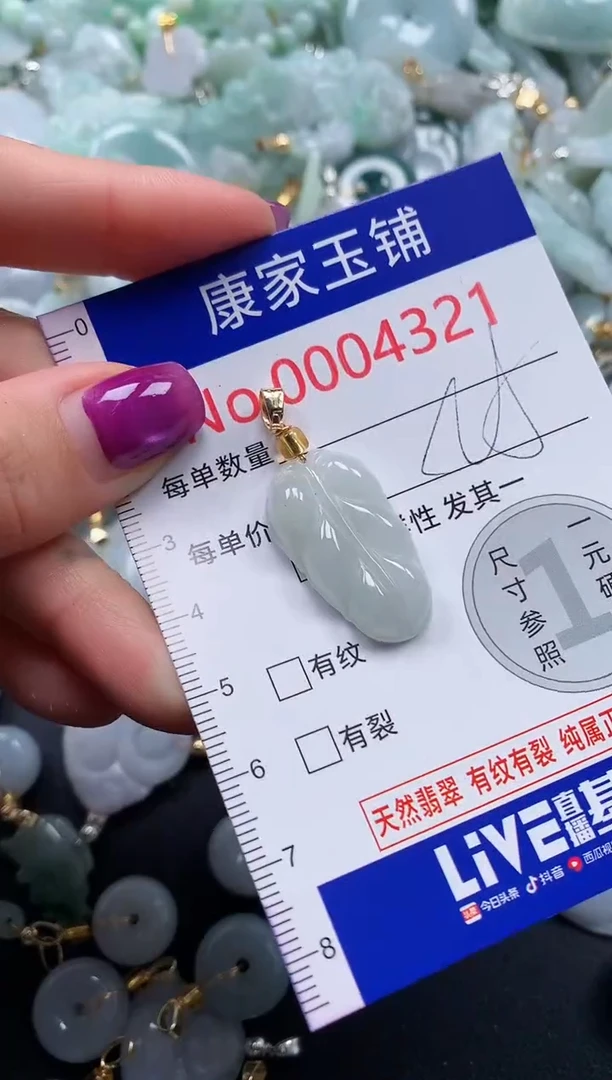 康家玉铺
No.0004321
每单数量
每单价 性 发其一
尺寸参照
1
一元硬
有纹
有裂
天然翡翠 有纹有裂 纯属正
LiVE直播基
今日头条 抖音 西瓜视
0
3
4
5
6
7
8